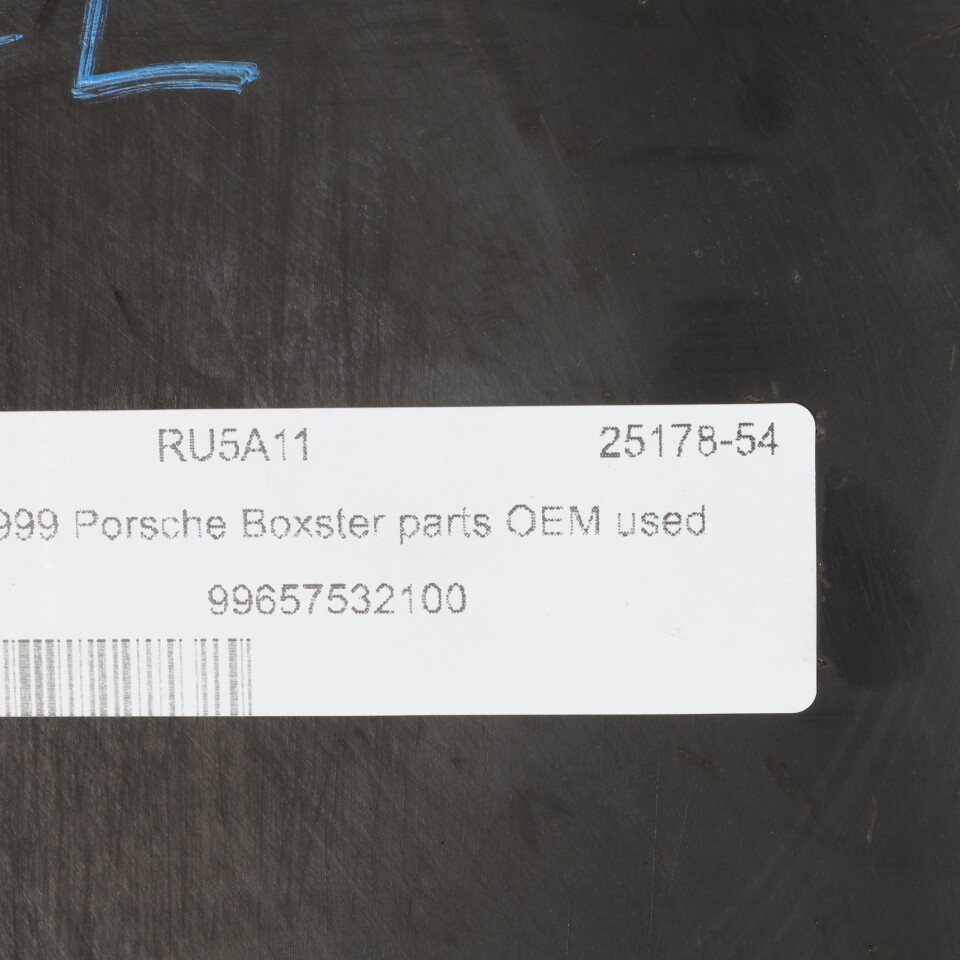 L
RU5A11 25178-54
999 Porsche Boxster parts OEM used
99657532100